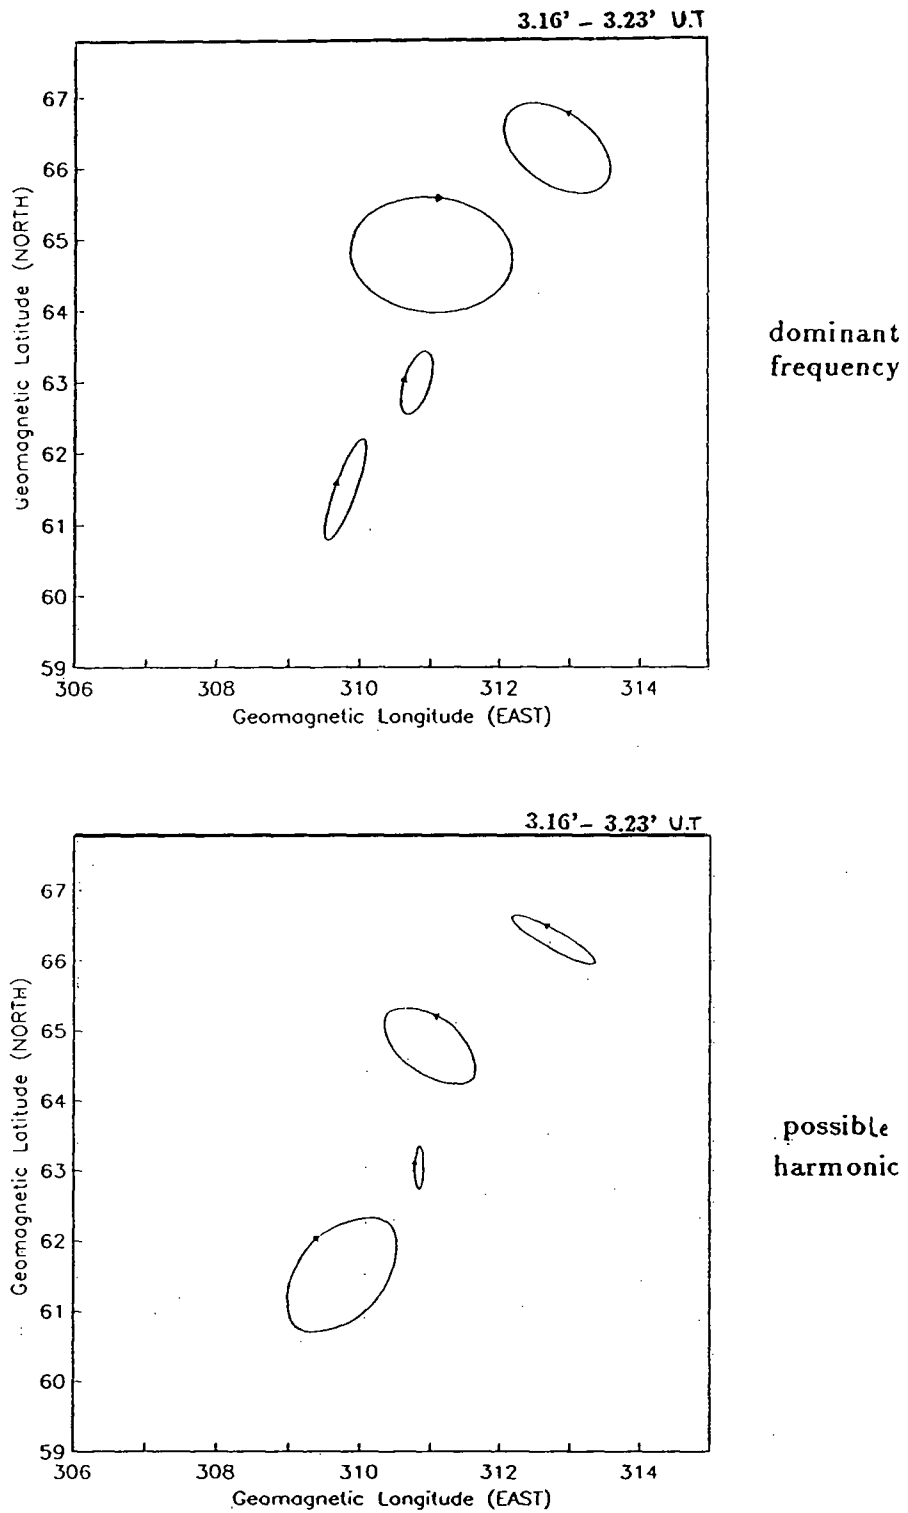 3.16' – 3.23' U.T
67
66
65
64
63
62
61
60
59
Geomagnetic Latitude (NORTH)
306 308 310 312 314
Geomagnetic Longitude (EAST)
dominant
frequency
3.16' – 3.23' U.T
67
66
65
64
63
62
61
60
59
Geomagnetic Latitude (NORTH)
306 308 310 312 314
Geomagnetic Longitude (EAST)
possible
harmonic